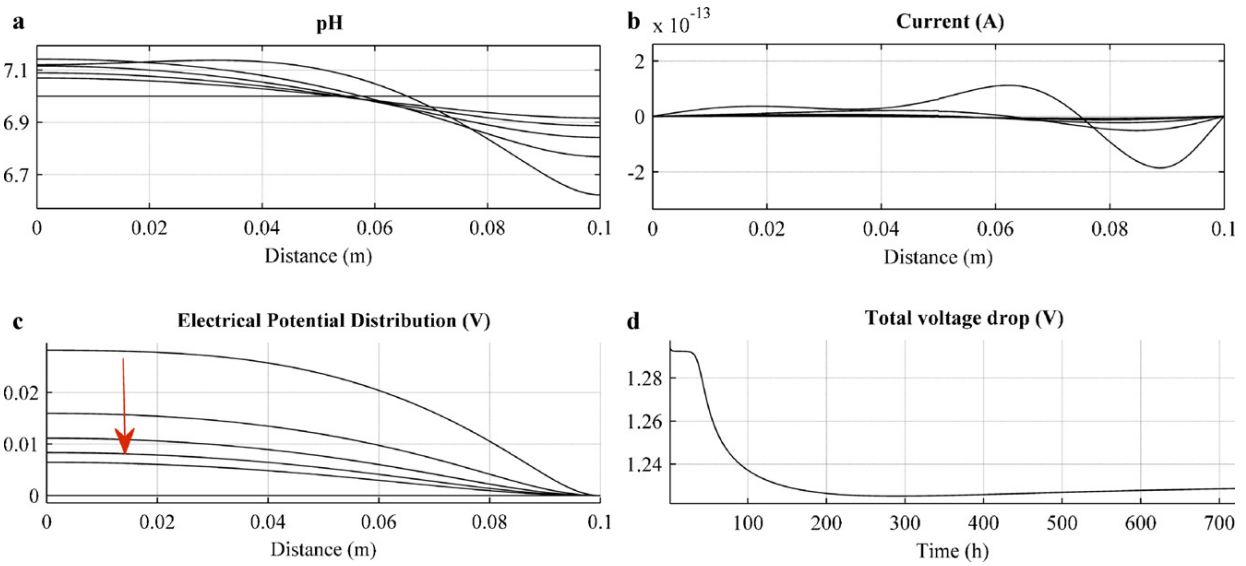 a pH
7.1
6.9
6.7
0 0.02 0.04 0.06 0.08 0.1
Distance (m)
b x 10-13 Current (A)
2
0
-2
0 0.02 0.04 0.06 0.08 0.1
Distance (m)
c Electrical Potential Distribution (V)
0.02
0.01
0
0 0.02 0.04 0.06 0.08 0.1
Distance (m)
d Total voltage drop (V)
1.28
1.26
1.24
100 200 300 400 500 600 700
Time (h)